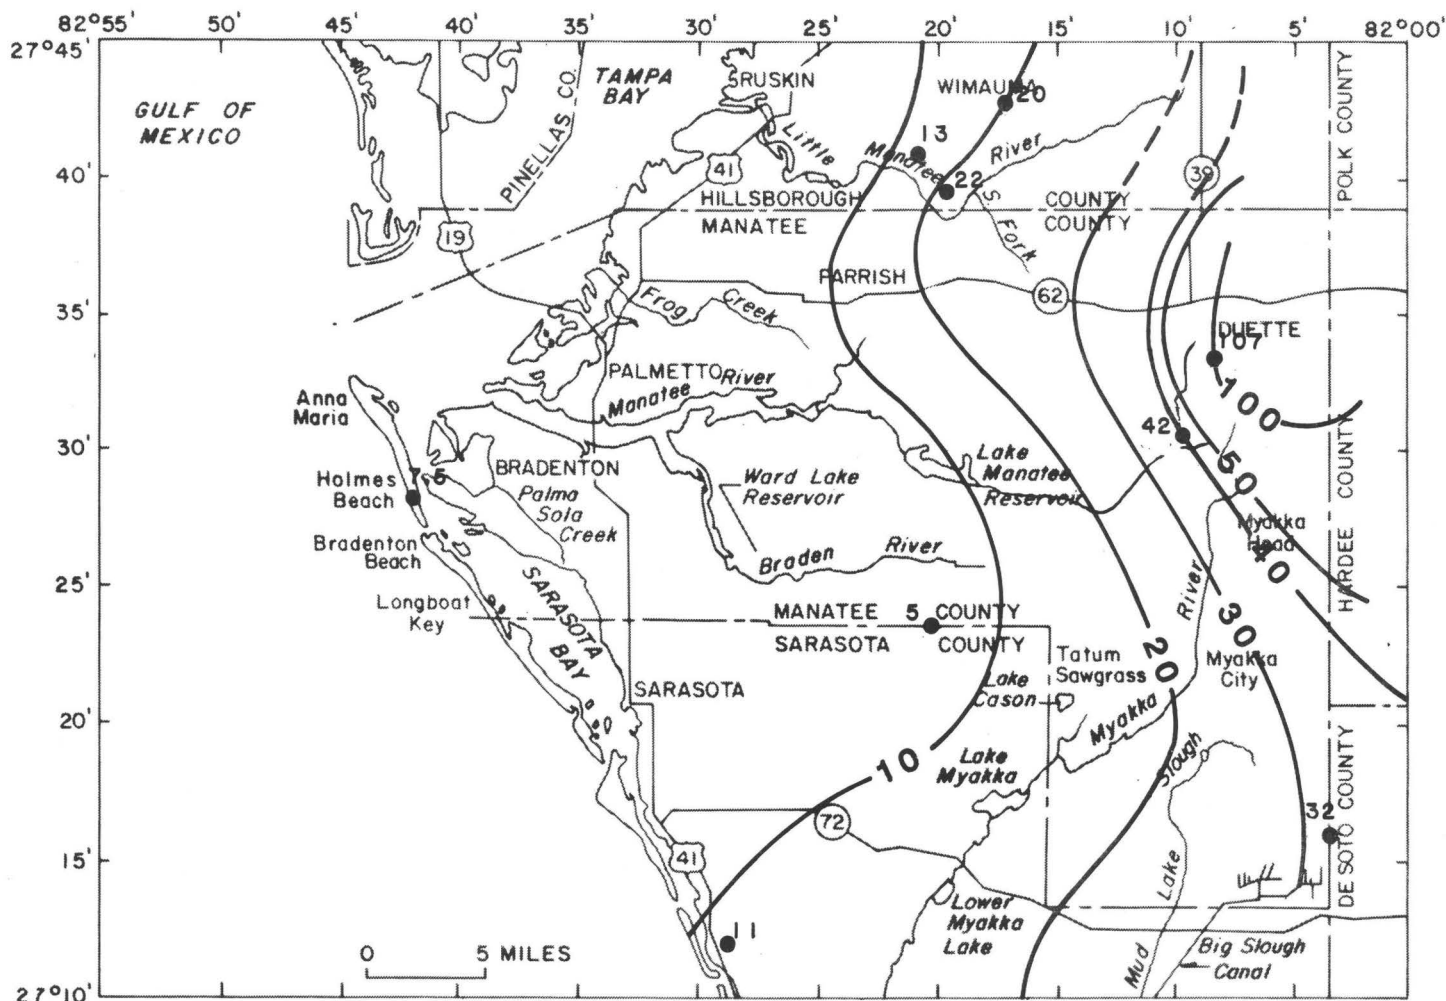 82°55'
50'
45'
40'
35'
30'
25'
20'
15'
10'
5'
82°00'
27°45'
GULF OF
MEXICO
PINELLAS CO.
TAMPA
BAY
RUSKIN
WIMAUMA
20
13
22
Little
Manatee
River
S. Fork
41
39
POLK COUNTY
40'
HILLSBOROUGH
COUNTY
MANATEE
COUNTY
19
PARRISH
62
Frog Creek
35'
DUETTE
107
100
PALMETTO
Manatee River
Anna
Maria
42
30'
BRADENTON
Lake
Manatee
Reservoir
50
Holmes
Beach
7.5
Palma
Sola
Creek
Ward Lake
Reservoir
Myakka
Head
40
HARDEE COUNTY
Bradenton
Beach
Braden River
25'
Longboat
Key
SARASOTA
BAY
MANATEE
COUNTY
5
SARASOTA
COUNTY
River
30
20
Tatum
Sawgrass
Myakka
City
SARASOTA
Lake
Cason
Myakka
20'
10
Lake
Myakka
Slough
DE SOTO COUNTY
72
32
15'
41
Lake
Mud
Lower
Myakka
Lake
11
Big Slough
Canal
0 5 MILES
27°10'